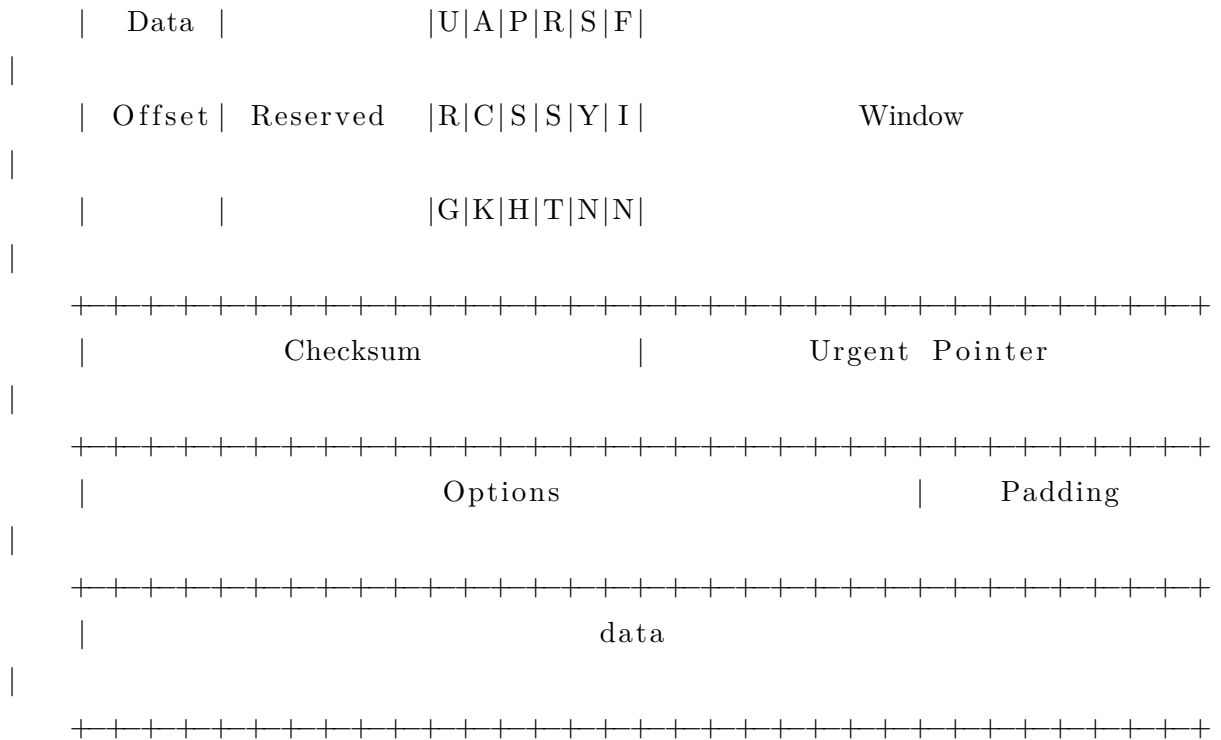 | Data | |U|A|P|R|S|F|
|
| Offset| Reserved |R|C|S|S|Y|I| Window
|
| | |G|K|H|T|N|N|
|
+-+-+-+-+-+-+-+-+-+-+-+-+-+-+-+-+-+-+-+-+-+-+-+-+-+-+-+-+-+-+-+-+
| Checksum | Urgent Pointer
|
+-+-+-+-+-+-+-+-+-+-+-+-+-+-+-+-+-+-+-+-+-+-+-+-+-+-+-+-+-+-+-+-+
| Options | Padding
|
+-+-+-+-+-+-+-+-+-+-+-+-+-+-+-+-+-+-+-+-+-+-+-+-+-+-+-+-+-+-+-+-+
| data
|
+-+-+-+-+-+-+-+-+-+-+-+-+-+-+-+-+-+-+-+-+-+-+-+-+-+-+-+-+-+-+-+-+